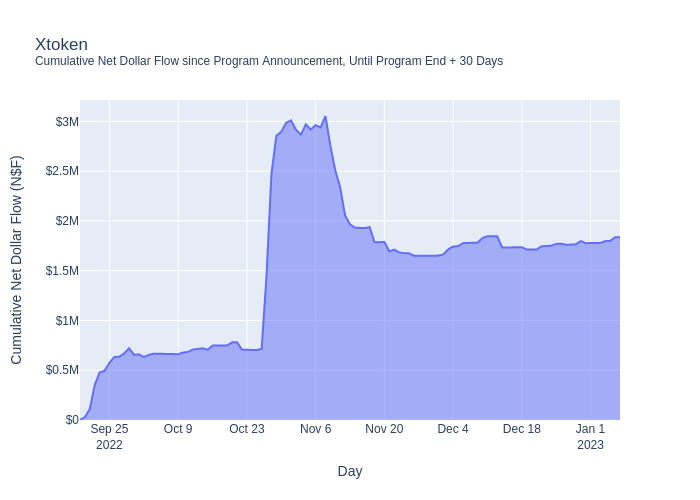 Xtoken
Cumulative Net Dollar Flow since Program Announcement, Until Program End + 30 Days
Cumulative Net Dollar Flow (N$F)
$3M
$2.5M
$2M
$1.5M
$1M
$0.5M
$0
Sep 25
2022
Oct 9
Oct 23
Nov 6
Nov 20
Dec 4
Dec 18
Jan 1
2023
Day